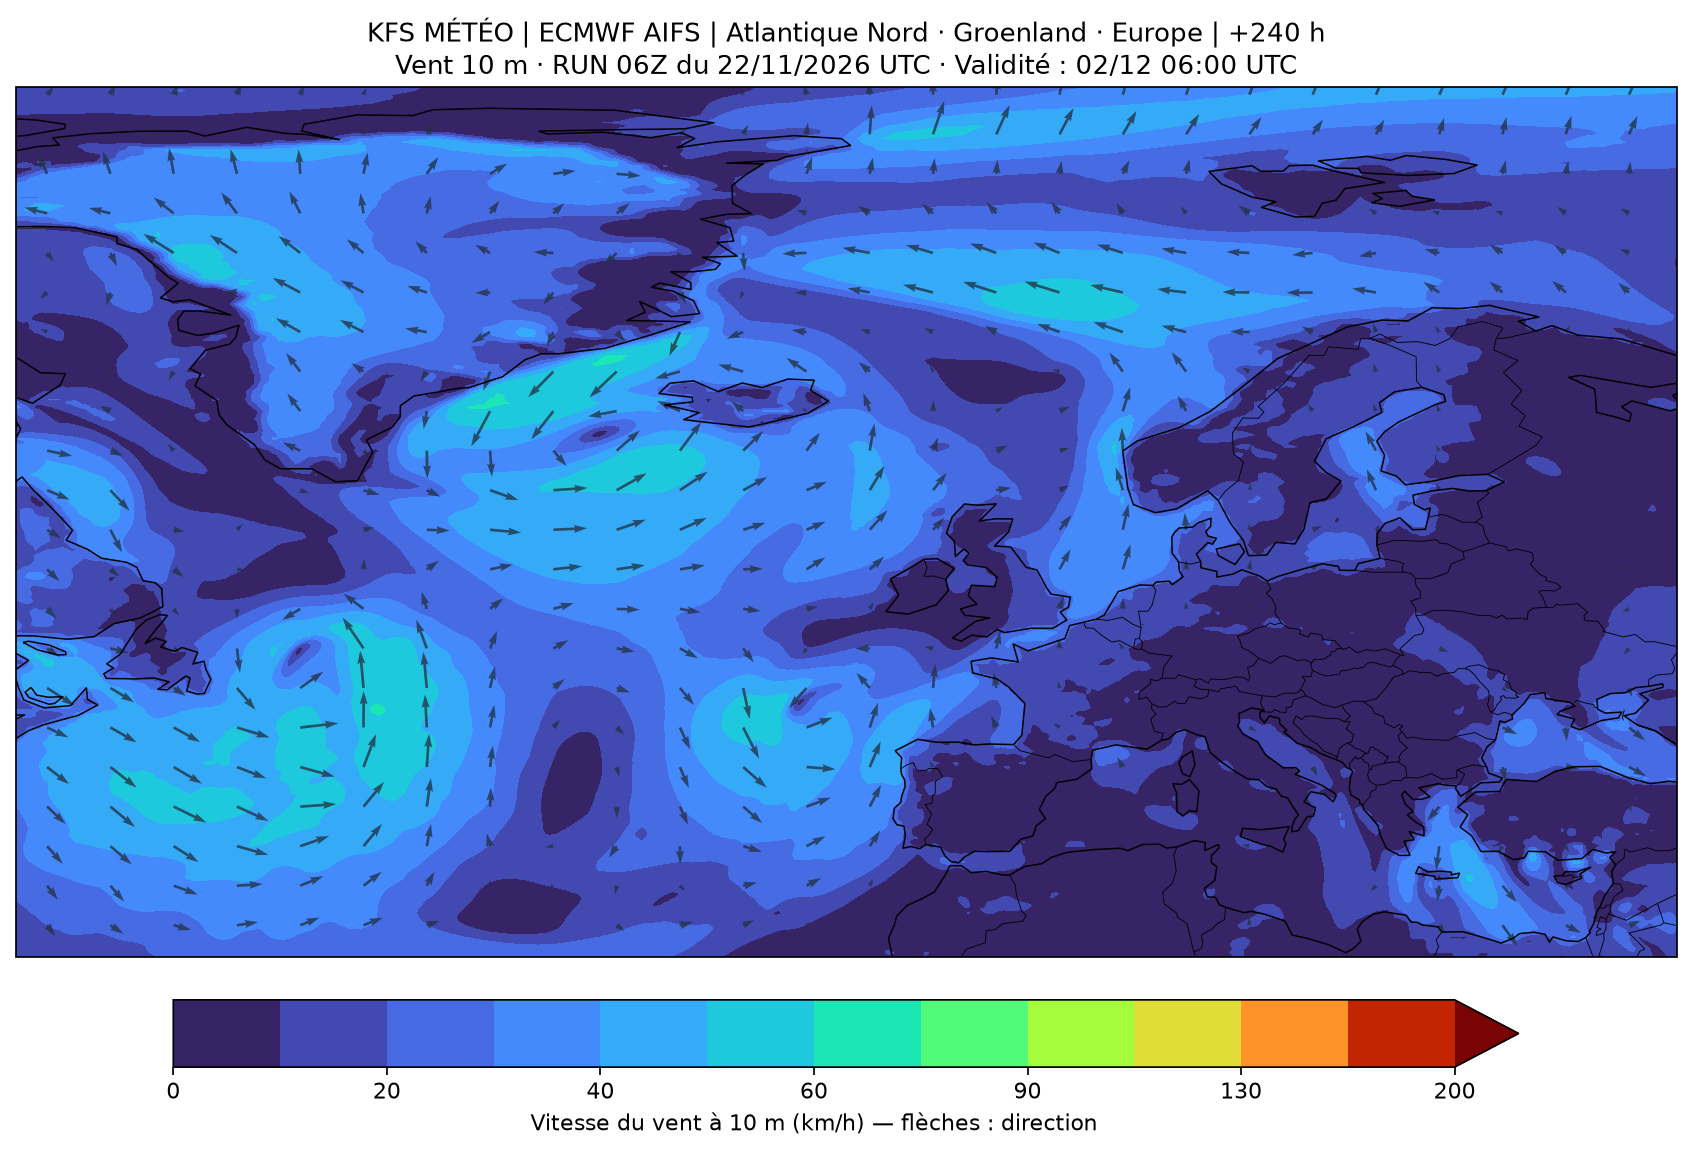 KFS MÉTÉO | ECMWF AIFS | Atlantique Nord · Groenland · Europe | +240 h
Vent 10 m · RUN 06Z du 22/11/2026 UTC · Validité : 02/12 06:00 UTC
0 20 40 60 90 130 200
Vitesse du vent à 10 m (km/h) — flèches : direction